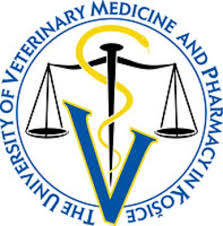 THE UNIVERSITY OF VETERINARY MEDICINE AND PHARMACY IN KOŠICE
V